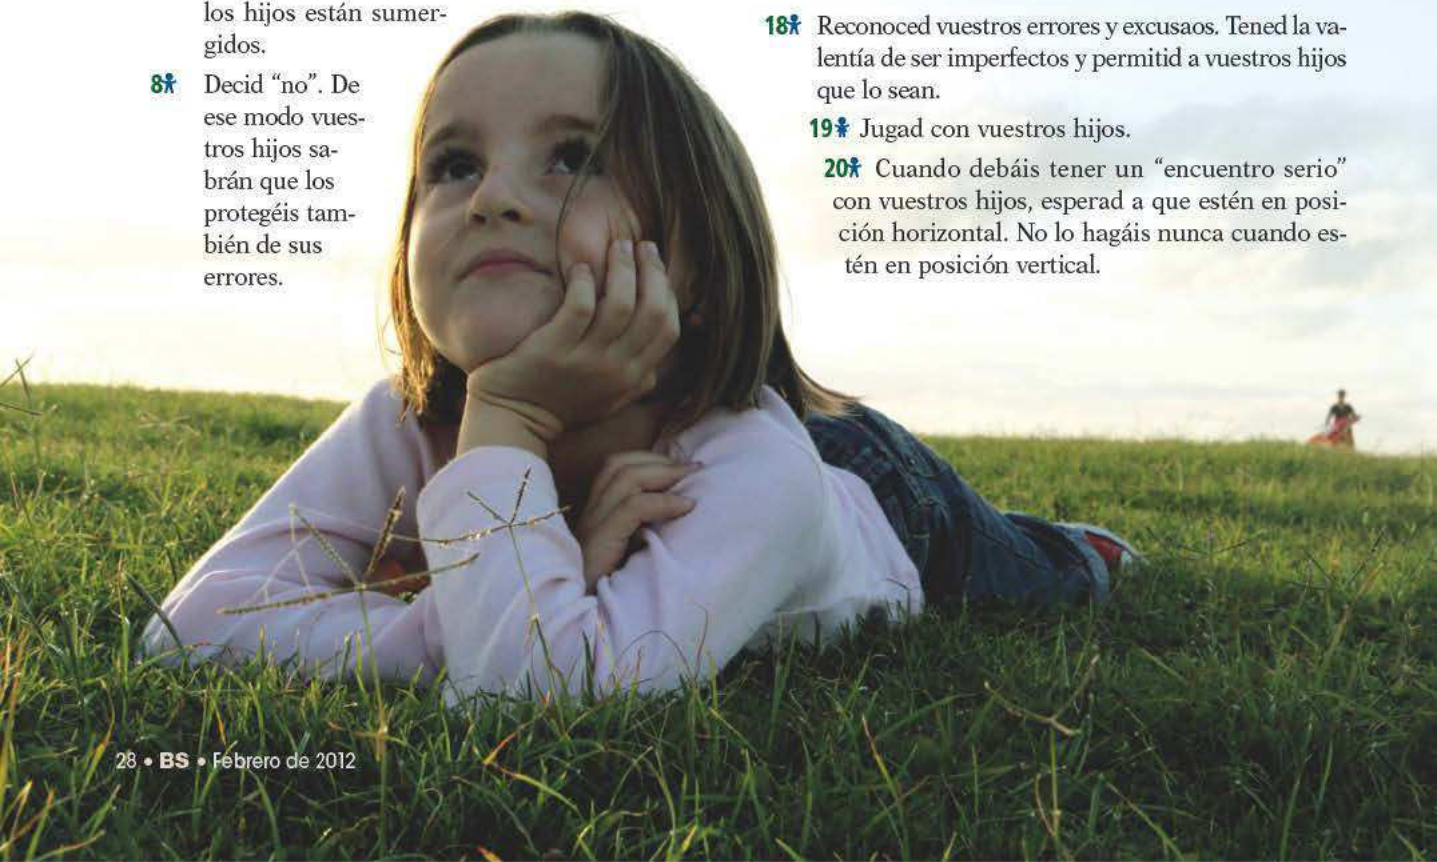 los hijos están sumer-
gidos.
8 Decid “no”. De
ese modo vues-
tros hijos sa-
brán que los
protegéis tam-
bién de sus
errores.
18 Reconoced vuestros errores y excusaos. Tened la va-
lentía de ser imperfectos y permitid a vuestros hijos
que lo sean.
19 Jugad con vuestros hijos.
20 Cuando debáis tener un “encuentro serio”
con vuestros hijos, esperad a que estén en posi-
ción horizontal. No lo hagáis nunca cuando es-
tén en posición vertical.
28 • BS • Febrero de 2012